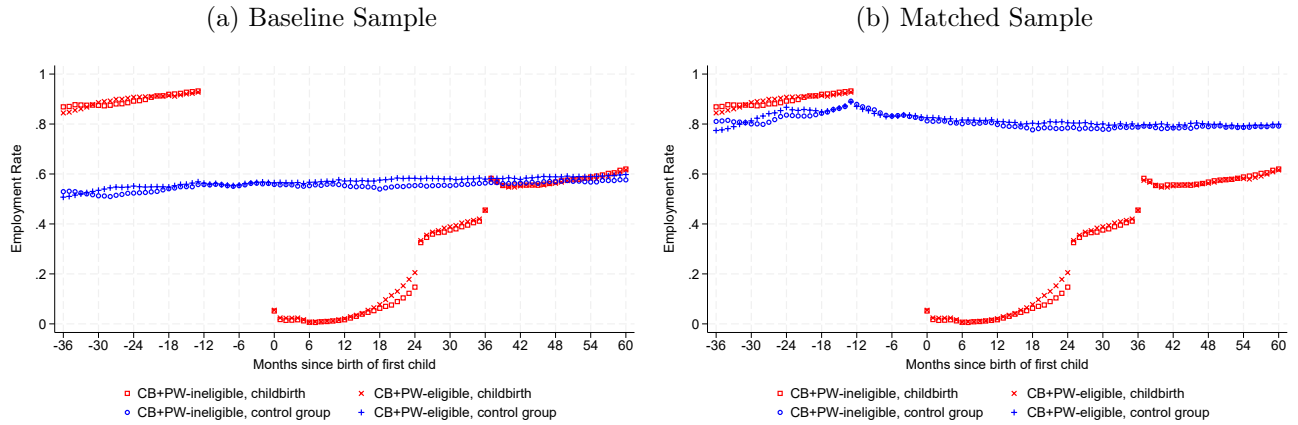 (a) Baseline Sample
(b) Matched Sample
Employment Rate
1
.8
.6
.4
.2
0
-36 -30 -24 -18 -12 -6 0 6 12 18 24 30 36 42 48 54 60
Months since birth of first child
CB+PW-ineligible, childbirth
CB+PW-eligible, childbirth
CB+PW-ineligible, control group
CB+PW-eligible, control group
Employment Rate
1
.8
.6
.4
.2
0
-36 -30 -24 -18 -12 -6 0 6 12 18 24 30 36 42 48 54 60
Months since birth of first child
CB+PW-ineligible, childbirth
CB+PW-eligible, childbirth
CB+PW-ineligible, control group
CB+PW-eligible, control group